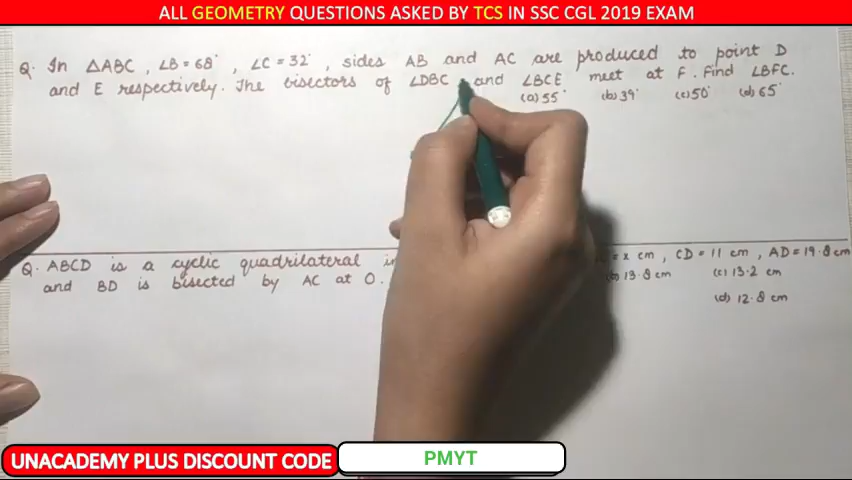 ALL GEOMETRY QUESTIONS ASKED BY TCS IN SSC CGL 2019 EXAM
Q. In △ABC, ∠B = 68°, ∠C = 32°, sides AB and AC are produced to point D
and E respectively. The bisectors of ∠DBC and ∠BCE meet at F. Find ∠BFC.
(a) 55° (b) 39° (c) 50° (d) 65°
Q. ABCD is a cyclic quadrilateral in = x cm, CD = 11 cm, AD = 19.8 cm
and BD is bisected by AC at O. (b) 13.8 cm (c) 13.2 cm
(d) 12.8 cm
UNACADEMY PLUS DISCOUNT CODE PMYT